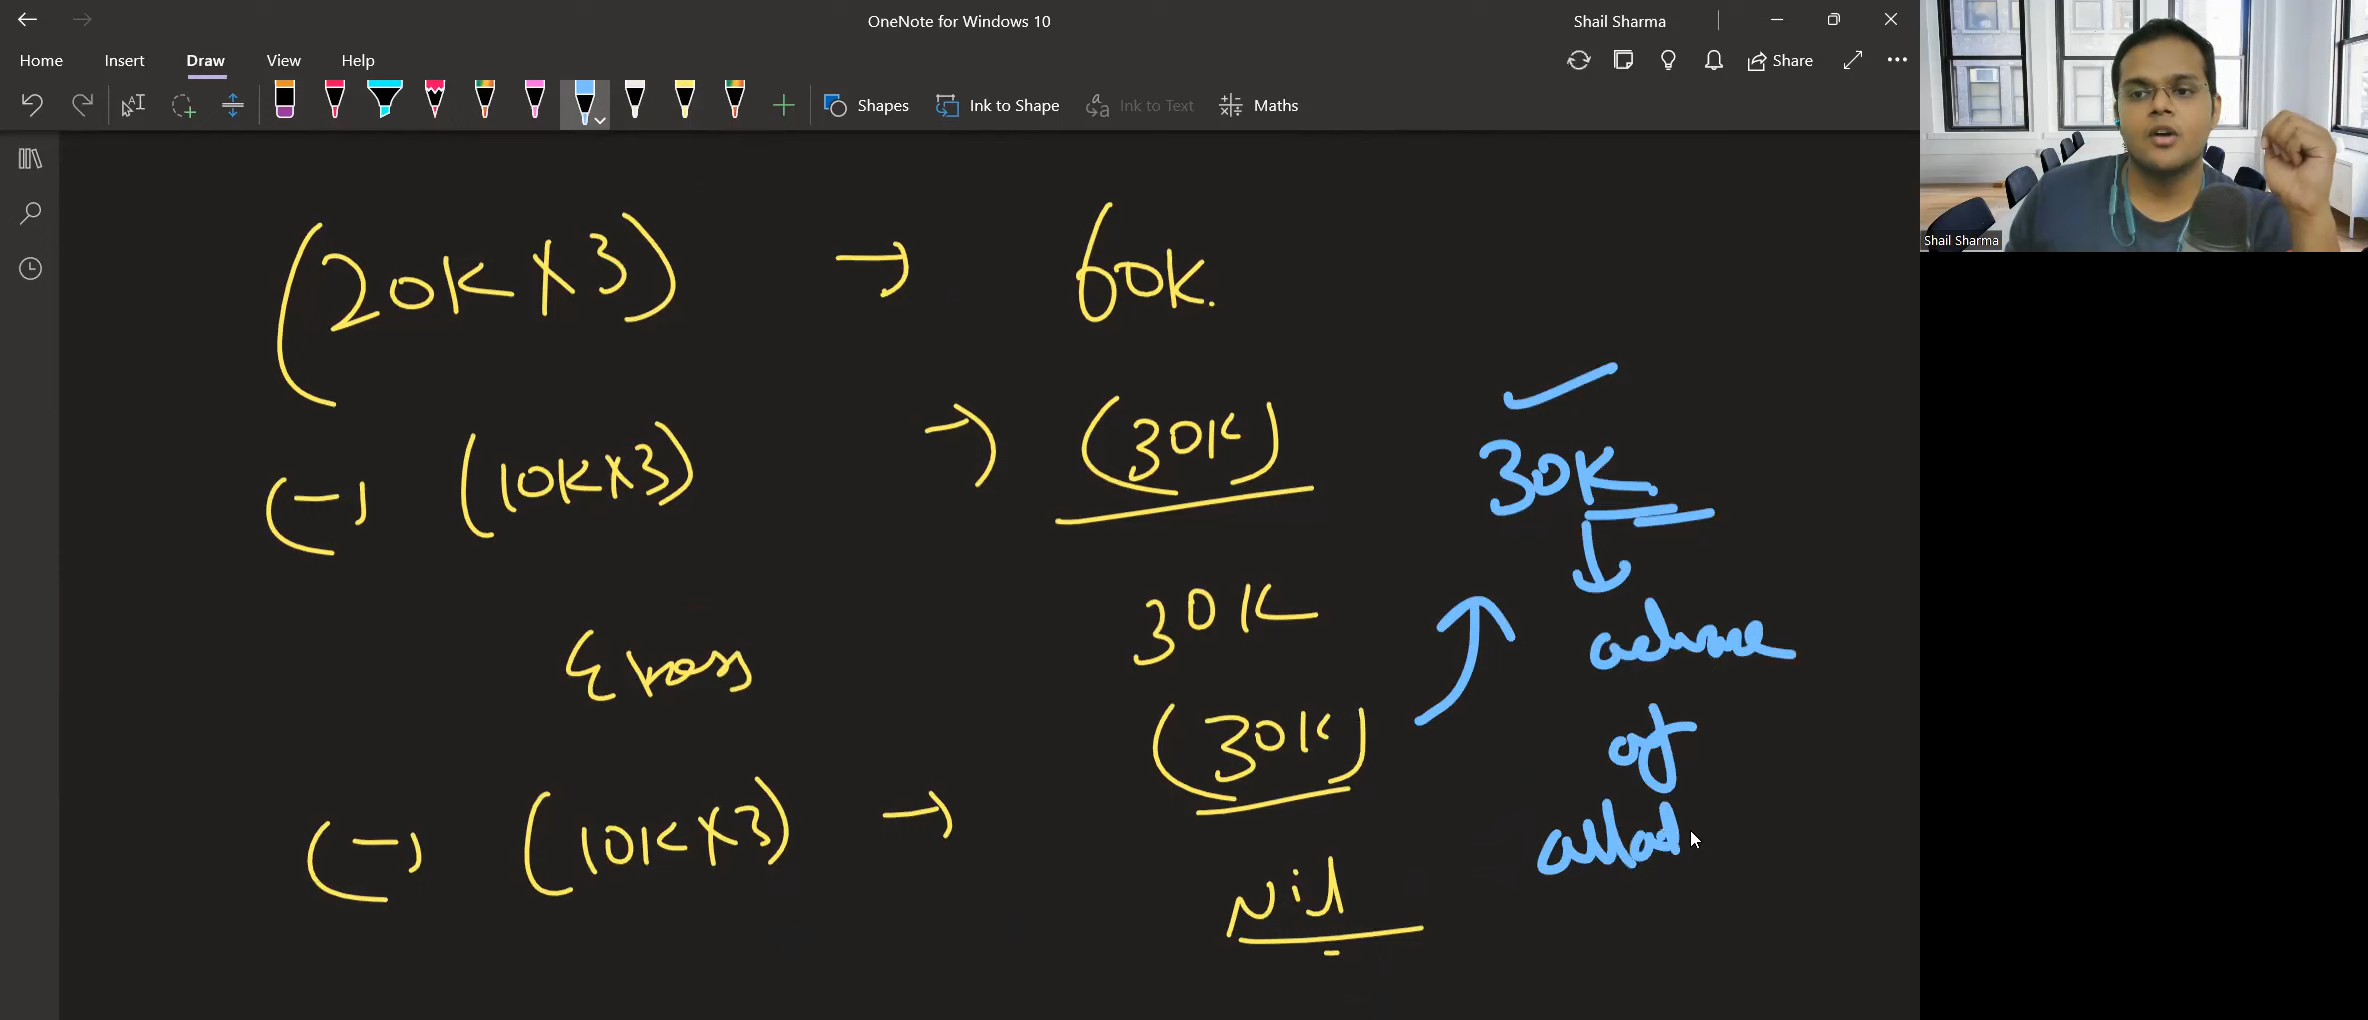 OneNote for Windows 10
Shail Sharma
Home Insert Draw View Help
Share
Shapes Ink to Shape Ink to Text Maths
Shail Sharma
(20K X 3) → 60K.
(-) (10K X 3) → (30K)
30K
30K
(30K)
of
(-) (10K X 3) →
Nil